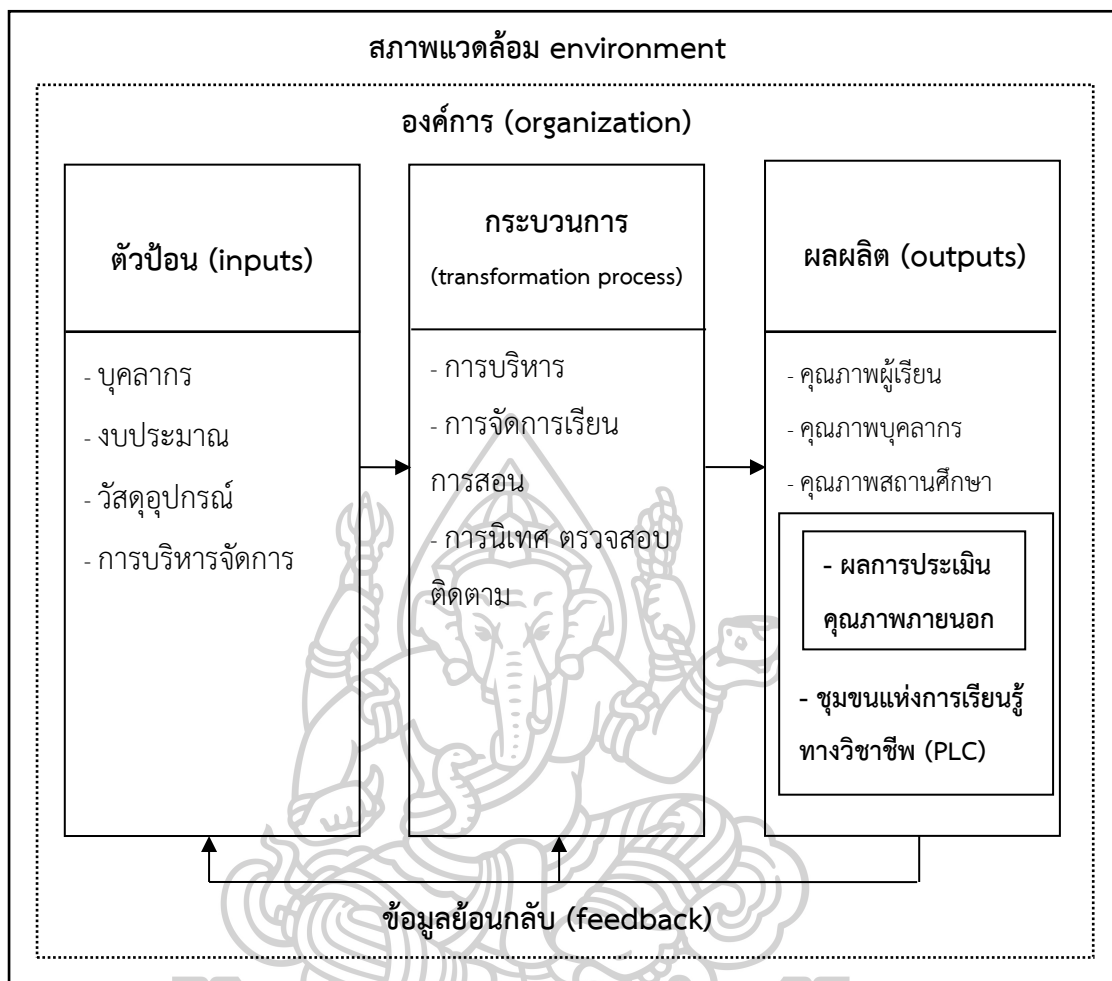 สภาพแวดล้อม environment
องค์การ (organization)
ตัวป้อน (inputs)
- บุคลากร
- งบประมาณ
- วัสดุอุปกรณ์
- การบริหารจัดการ
กระบวนการ
(transformation process)
- การบริหาร
- การจัดการเรียน
การสอน
- การนิเทศ ตรวจสอบ
ติดตาม
ผลผลิต (outputs)
- คุณภาพผู้เรียน
- คุณภาพบุคลากร
- คุณภาพสถานศึกษา
- ผลการประเมิน
คุณภาพภายนอก
- ชุมขนแห่งการเรียนรู้
ทางวิชาชีพ (PLC)
ข้อมูลย้อนกลับ (feedback)